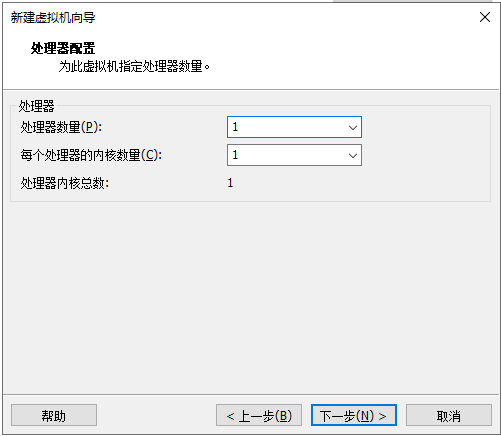 新建虚拟机向导
处理器配置
为此虚拟机指定处理器数量。
处理器
处理器数量(P): 1
每个处理器的内核数量(C): 1
处理器内核总数: 1
帮助 < 上一步(B) 下一步(N) > 取消